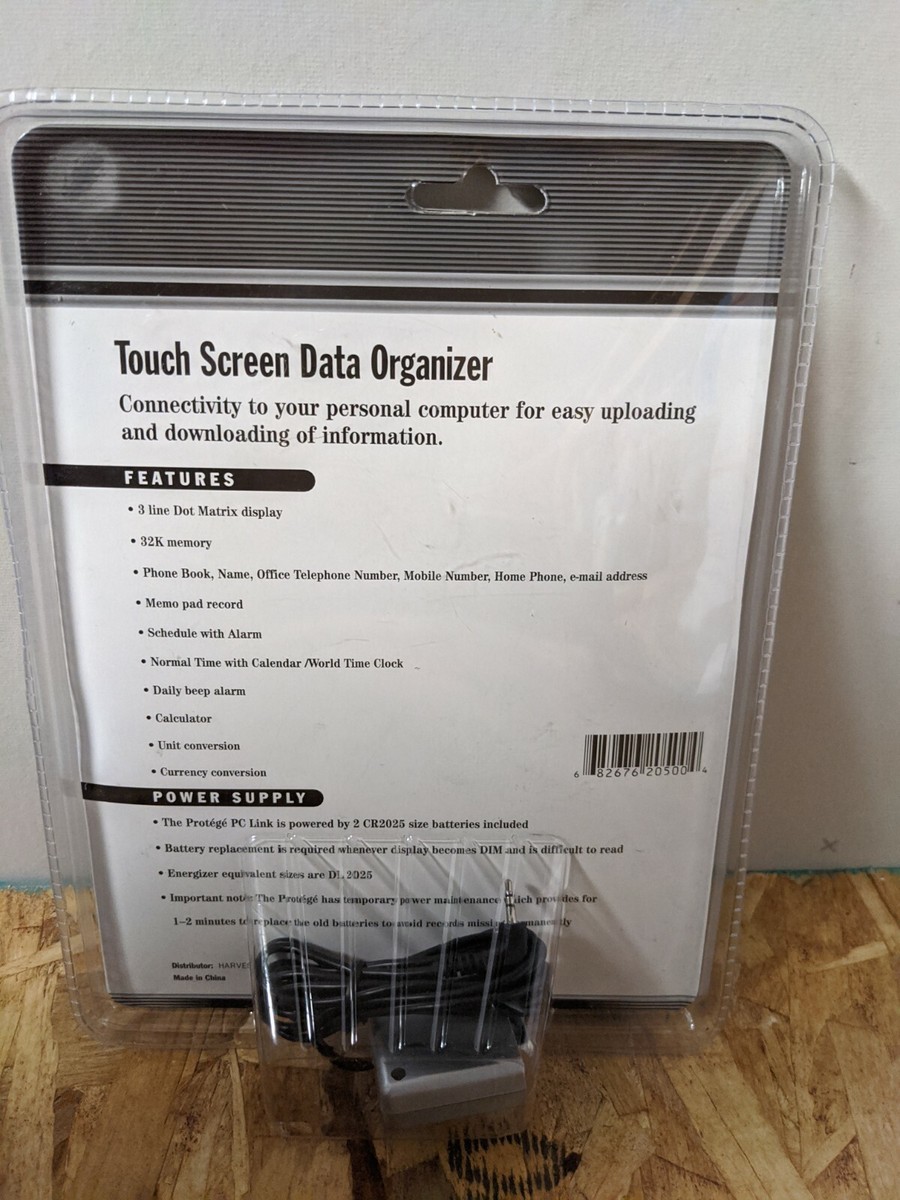 Touch Screen Data Organizer
Connectivity to your personal computer for easy uploading
and downloading of information.
FEATURES
• 3 line Dot Matrix display
• 32K memory
• Phone Book, Name, Office Telephone Number, Mobile Number, Home Phone, e-mail address
• Memo pad record
• Schedule with Alarm
• Normal Time with Calendar /World Time Clock
• Daily beep alarm
• Calculator
• Unit conversion
• Currency conversion
6 82676 20500 4
POWER SUPPLY
• The Protégé PC Link is powered by 2 CR2025 size batteries included
• Battery replacement is required whenever display becomes DIM and is difficult to read
• Energizer equivalent sizes are DL 2025
• Important note: The Protégé has temporary power maintenance which provides for
1–2 minutes to replace the old batteries to avoid records missing
Distributor:
Made in China